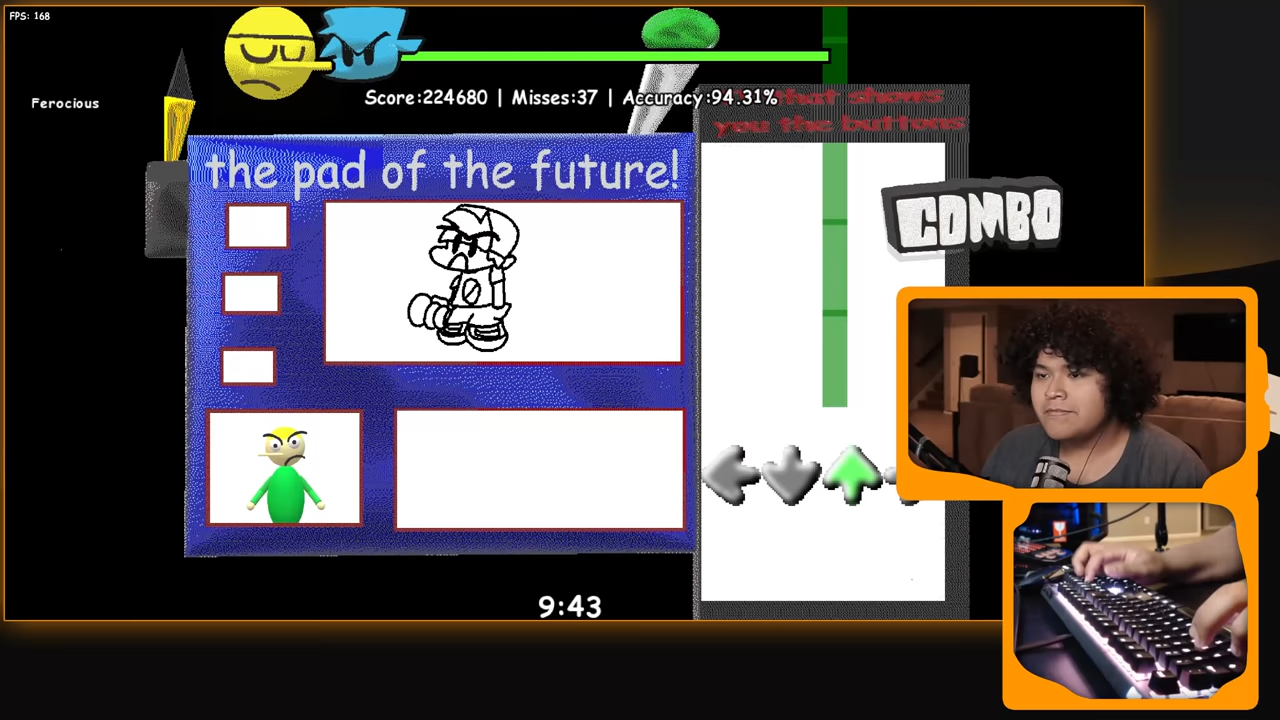 FPS: 168
Ferocious
Score:224680 | Misses:37 | Accuracy:94.31%
that shows
you the buttons
the pad of the future!
COMBO
9:43